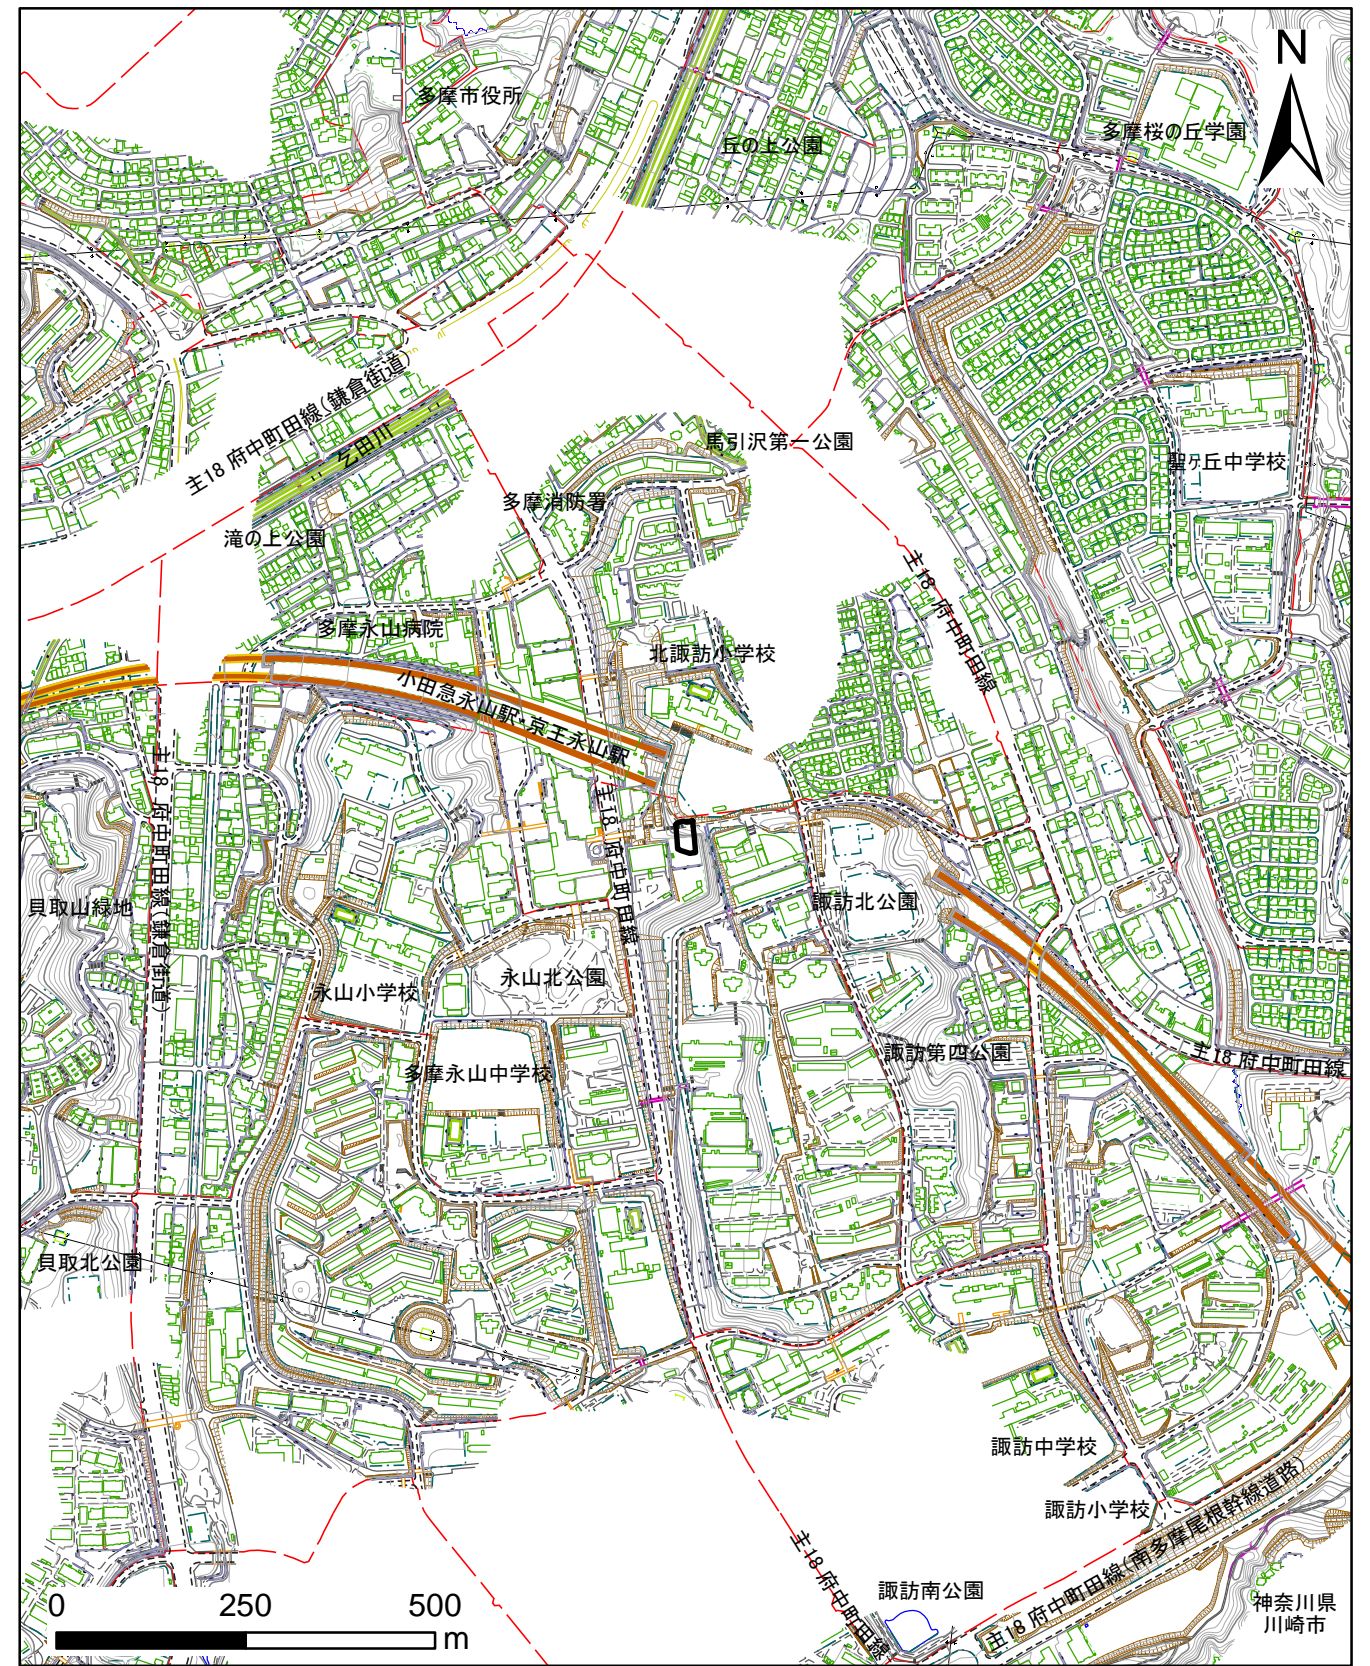 N
多摩市役所
丘の上公園
多摩桜の丘学園
主18 府中町田線(鎌倉街道)
乞田川
馬引沢第一公園
聖ヶ丘中学校
多摩消防署
滝の上公園
主18 府中町田線
多摩永山病院
北諏訪小学校
小田急永山駅・京王永山駅
主18 府中町田線(鎌倉街道)
主18 府中町田線
貝取山緑地
諏訪北公園
永山小学校
永山北公園
諏訪第四公園
主18 府中町田線
多摩永山中学校
貝取北公園
諏訪中学校
諏訪小学校
主18 府中町田線(南多摩尾根幹線道路)
主18 府中町田線
諏訪南公園
神奈川県
川崎市
0 250 500
m